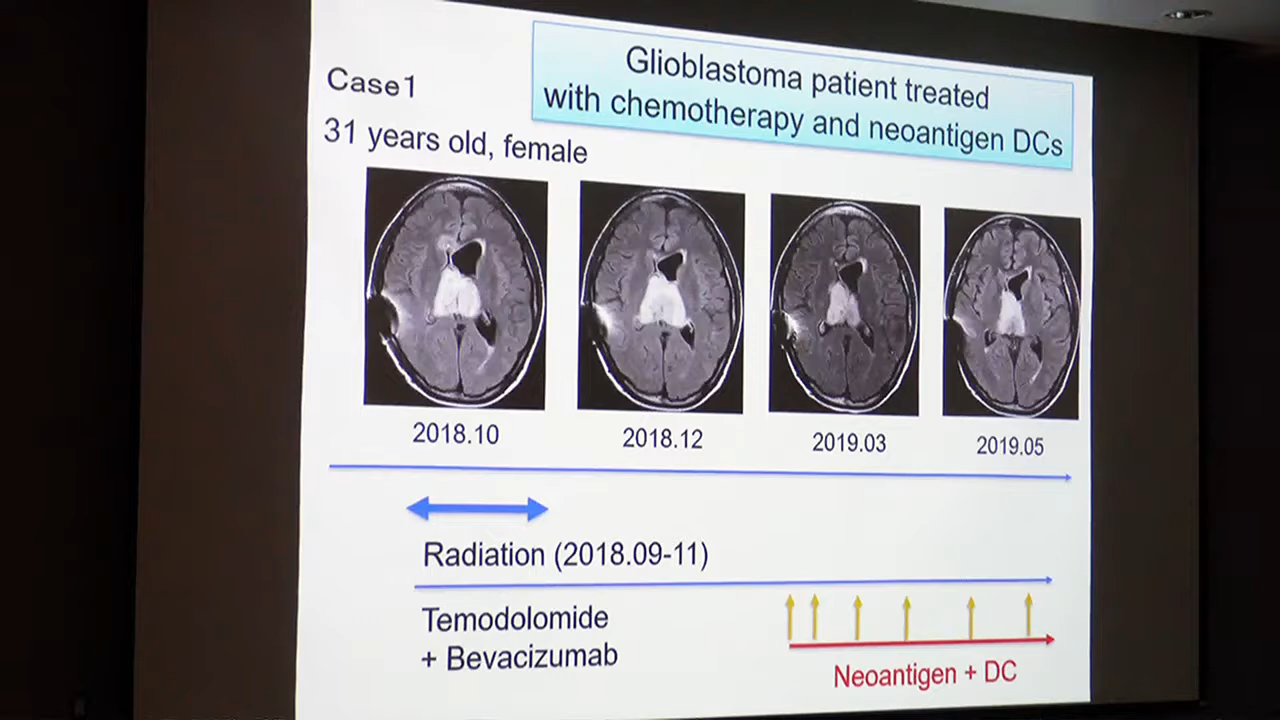 Glioblastoma patient treated
with chemotherapy and neoantigen DCs
Case1
31 years old, female
2018.10
2018.12
2019.03
2019.05
Radiation (2018.09-11)
Temodolomide
+ Bevacizumab
Neoantigen + DC